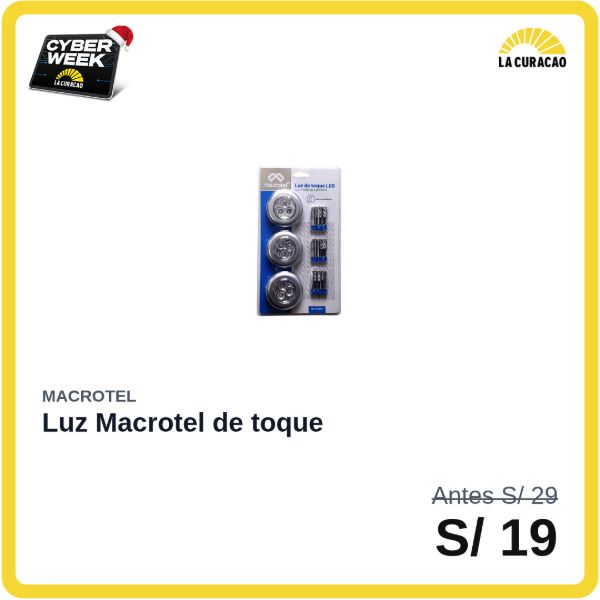 CYBER
WEEK
LA CURACAO
LA CURACAO
Macrotel
Luz de toque LED
MACROTEL
Luz Macrotel de toque
Antes S/ 29
S/ 19